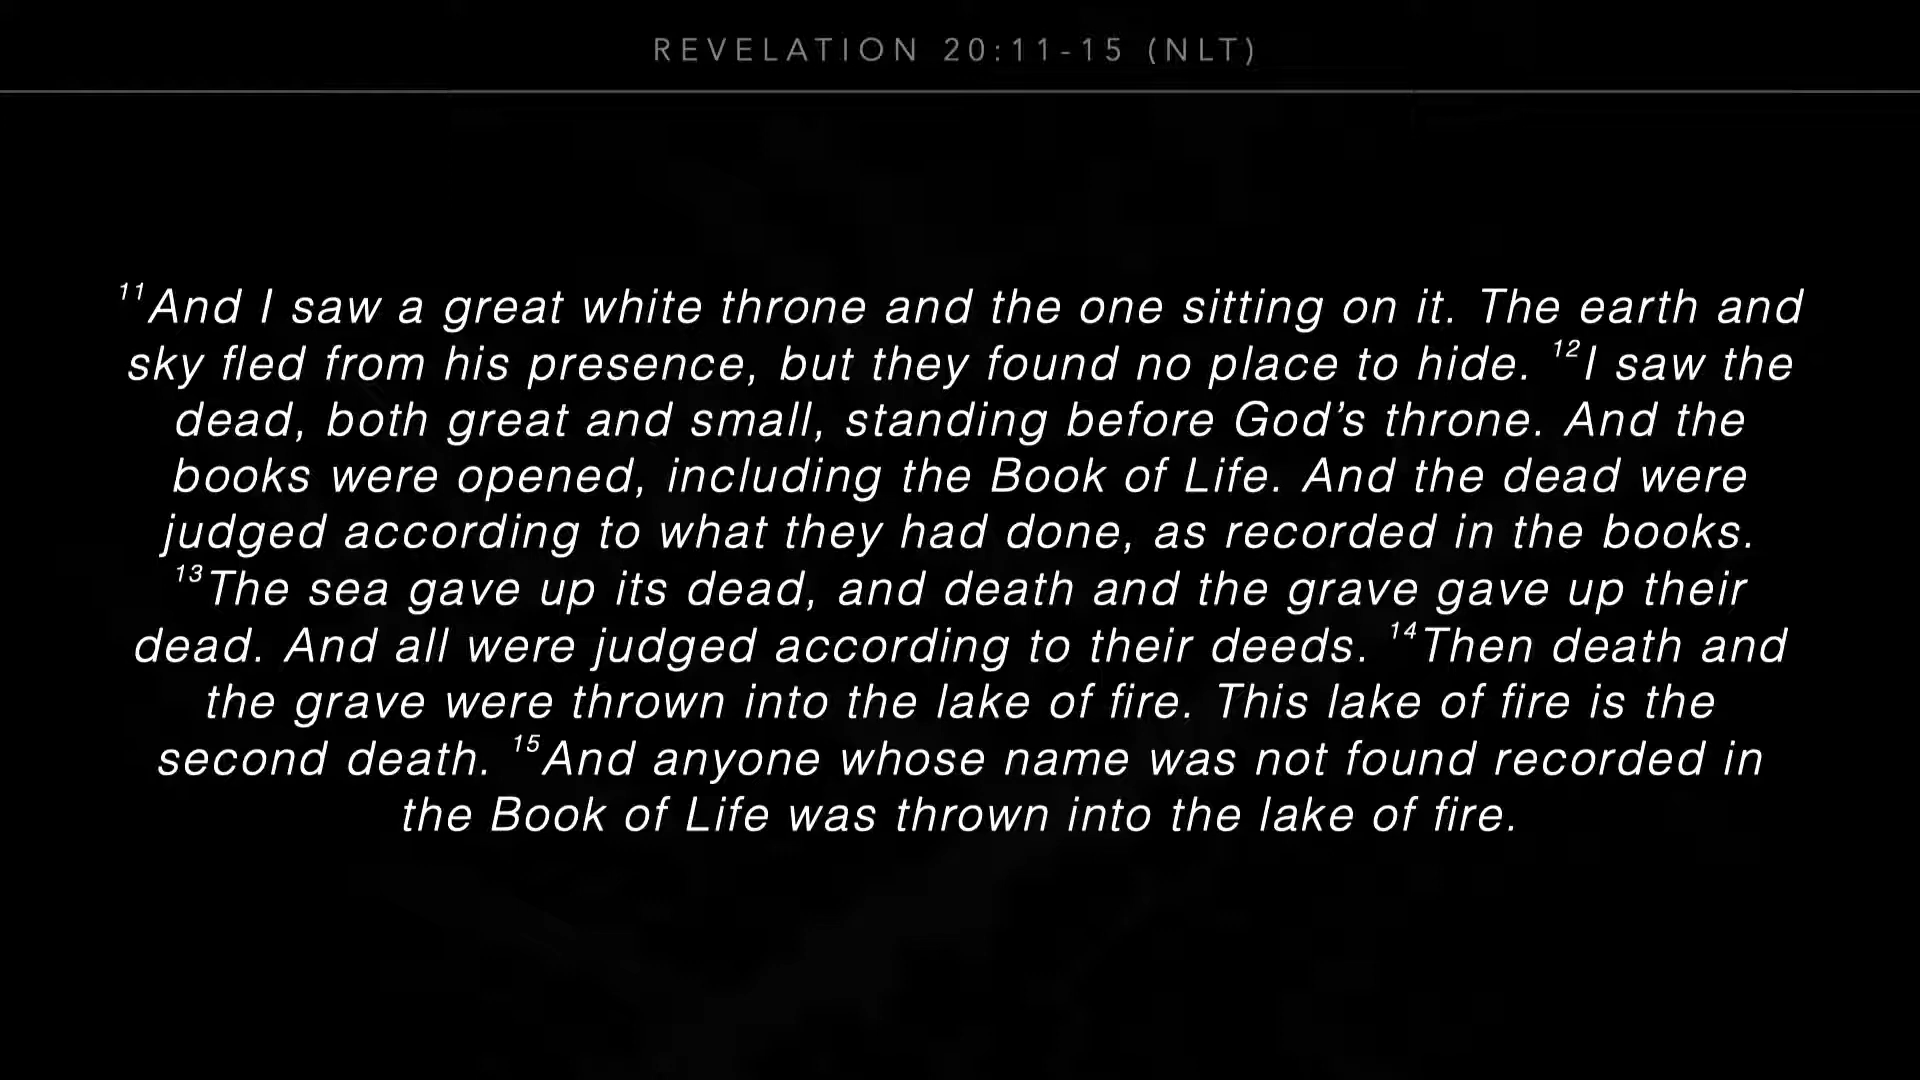 REVELATION 20:11-15 (NLT)
¹¹And I saw a great white throne and the one sitting on it. The earth and
sky fled from his presence, but they found no place to hide. ¹²I saw the
dead, both great and small, standing before God’s throne. And the
books were opened, including the Book of Life. And the dead were
judged according to what they had done, as recorded in the books.
¹³The sea gave up its dead, and death and the grave gave up their
dead. And all were judged according to their deeds. ¹⁴Then death and
the grave were thrown into the lake of fire. This lake of fire is the
second death. ¹⁵And anyone whose name was not found recorded in
the Book of Life was thrown into the lake of fire.